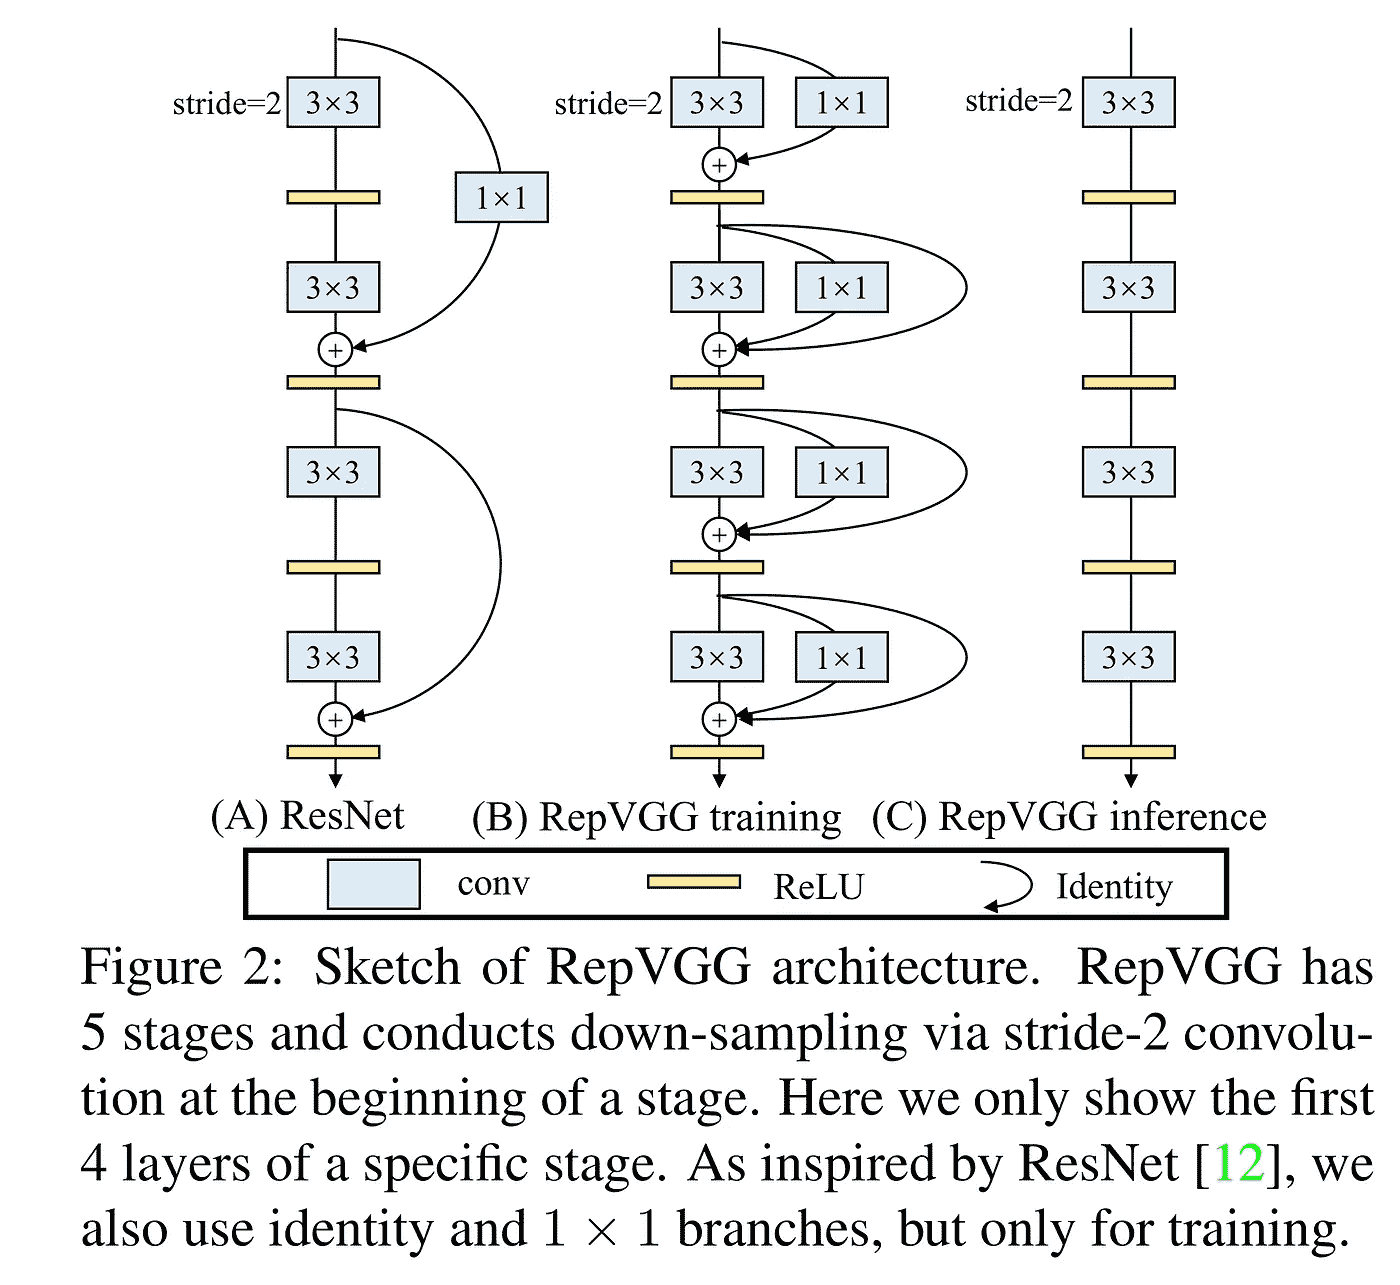 stride=2 3×3 stride=2 3×3 1×1 stride=2 3×3
+
1×1
3×3 3×3 1×1 3×3
+ +
3×3 3×3 1×1 3×3
+
3×3 3×3 1×1 3×3
+ +
(A) ResNet (B) RepVGG training (C) RepVGG inference
conv ReLU Identity
Figure 2: Sketch of RepVGG architecture. RepVGG has
5 stages and conducts down-sampling via stride-2 convolu-
tion at the beginning of a stage. Here we only show the first
4 layers of a specific stage. As inspired by ResNet [12], we
also use identity and 1 × 1 branches, but only for training.